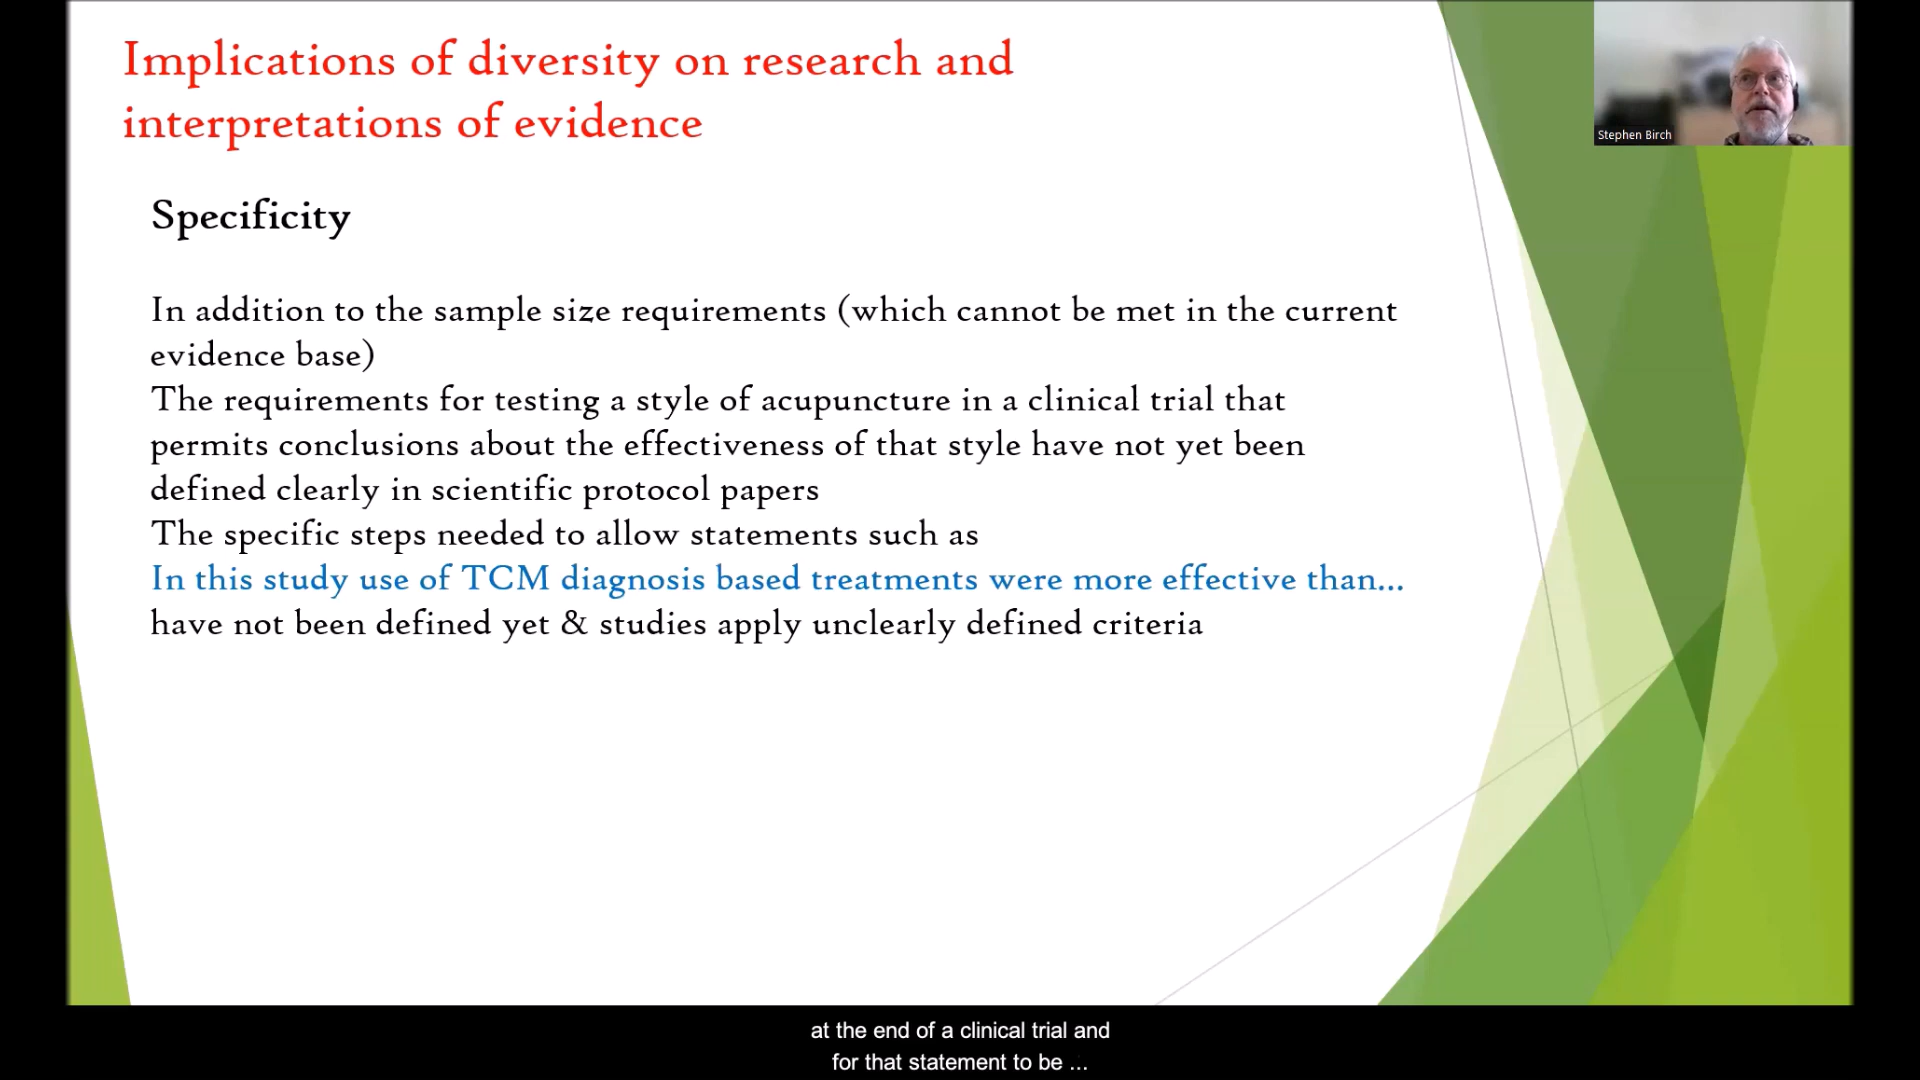 Implications of diversity on research and
interpretations of evidence
Stephen Birch
Specificity
In addition to the sample size requirements (which cannot be met in the current
evidence base)
The requirements for testing a style of acupuncture in a clinical trial that
permits conclusions about the effectiveness of that style have not yet been
defined clearly in scientific protocol papers
The specific steps needed to allow statements such as
In this study use of TCM diagnosis based treatments were more effective than...
have not been defined yet & studies apply unclearly defined criteria
at the end of a clinical trial and
for that statement to be ...